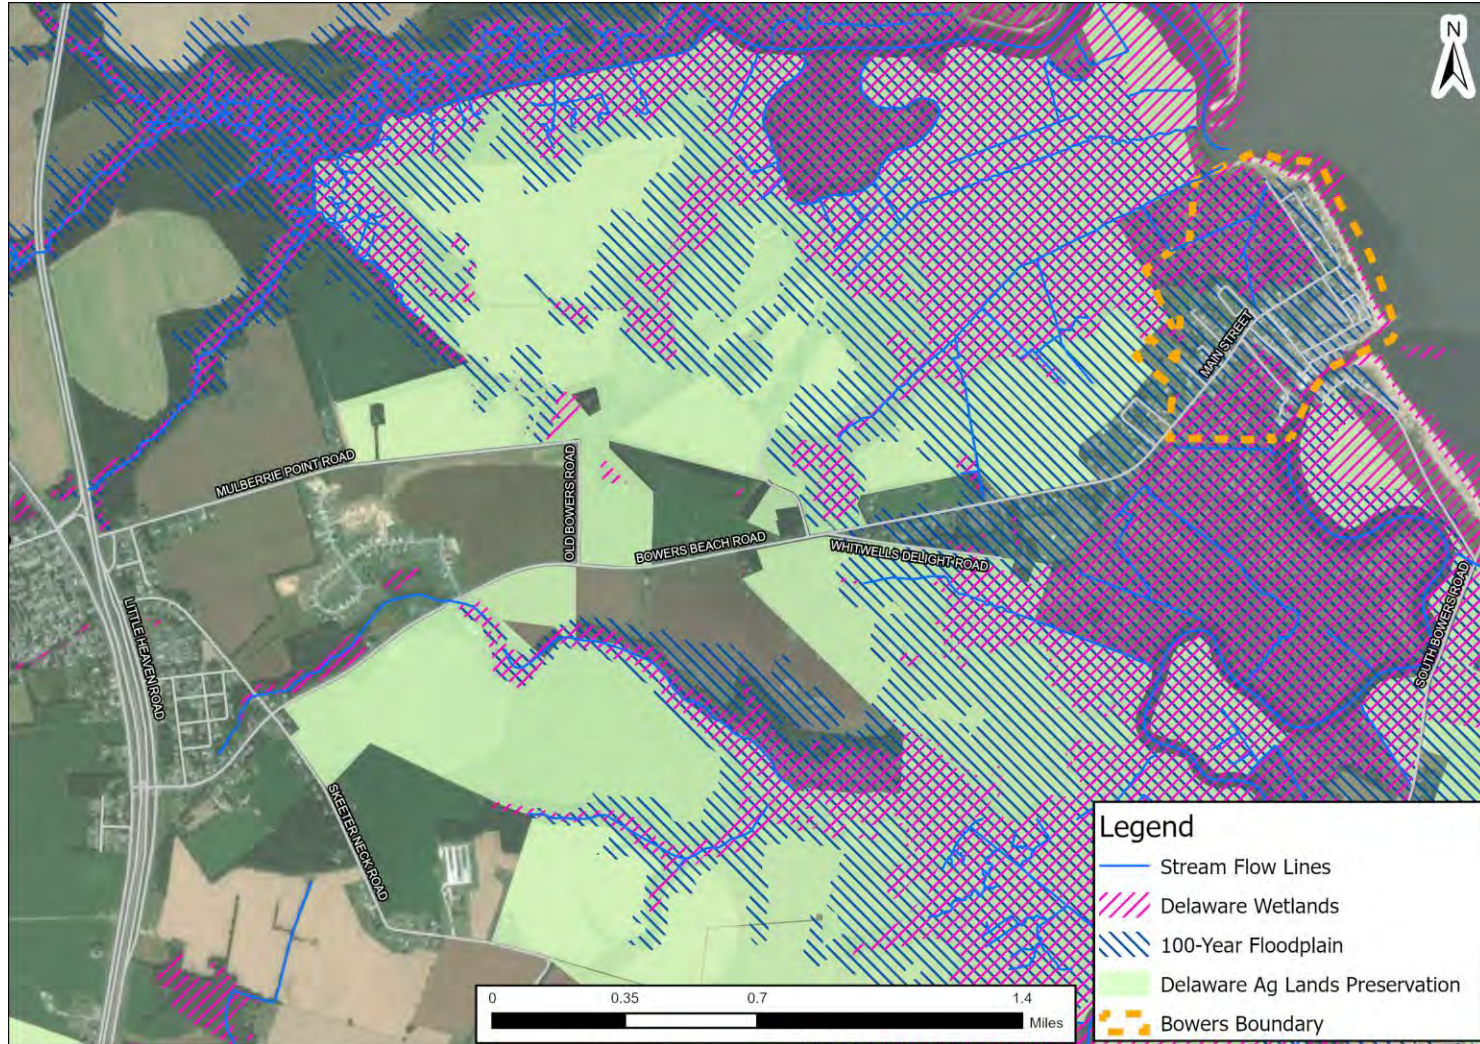 N
MAIN STREET
MULBERRIE POINT ROAD
OLD BOWERS ROAD
BOWERS BEACH ROAD
WHITWELLS DELIGHT ROAD
SOUTH BOWERS ROAD
LITTLE HEAVEN ROAD
SKEETER NECK ROAD
Legend
Stream Flow Lines
Delaware Wetlands
100-Year Floodplain
Delaware Ag Lands Preservation
Bowers Boundary
0 0.35 0.7 1.4
Miles